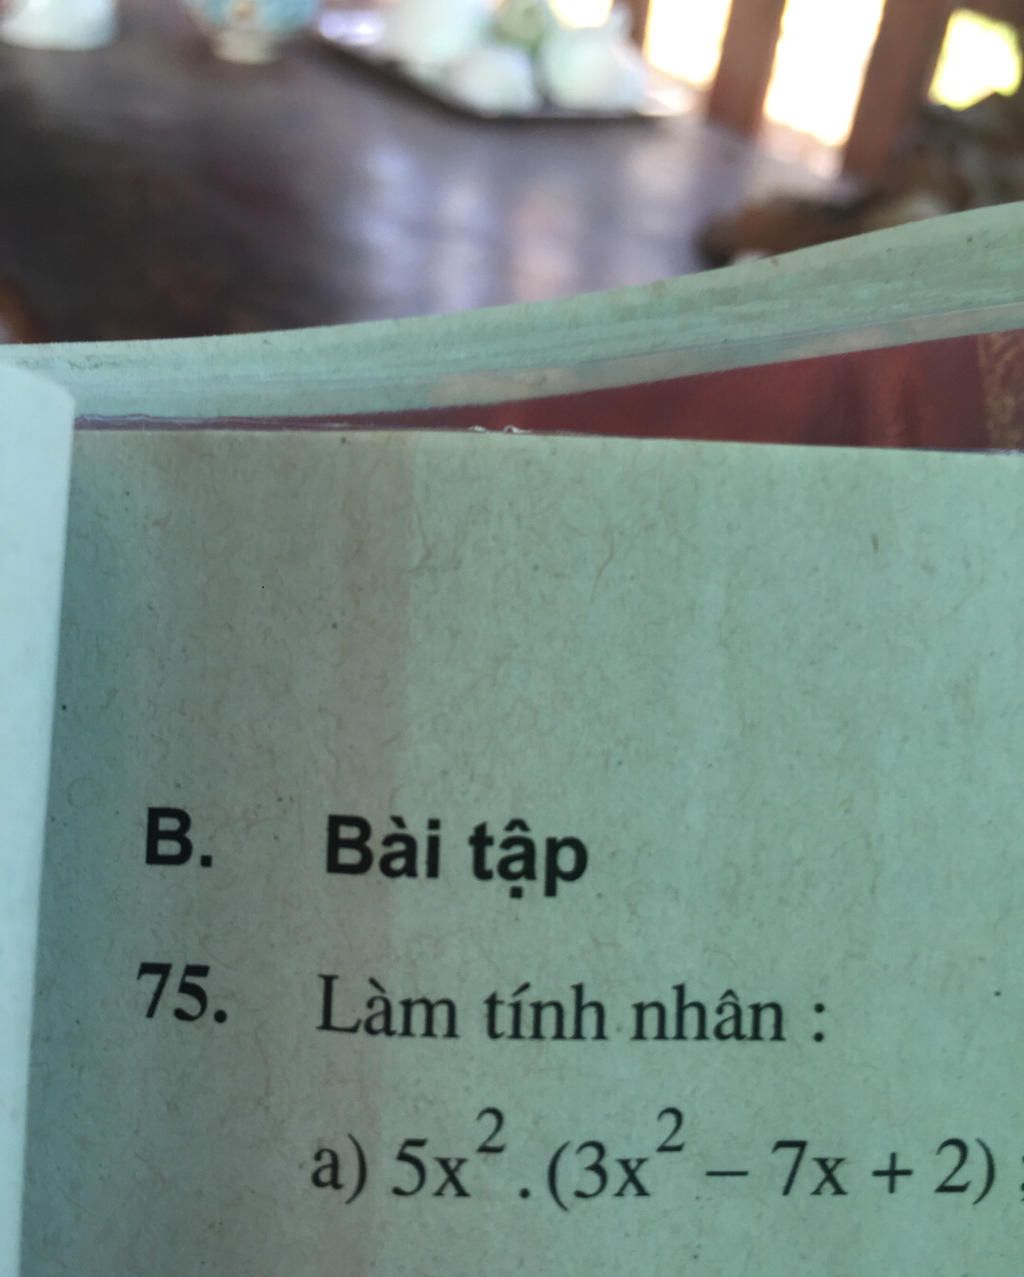 B. Bài tập
75. Làm tính nhân :
a) 5x² . (3x² – 7x + 2) ;